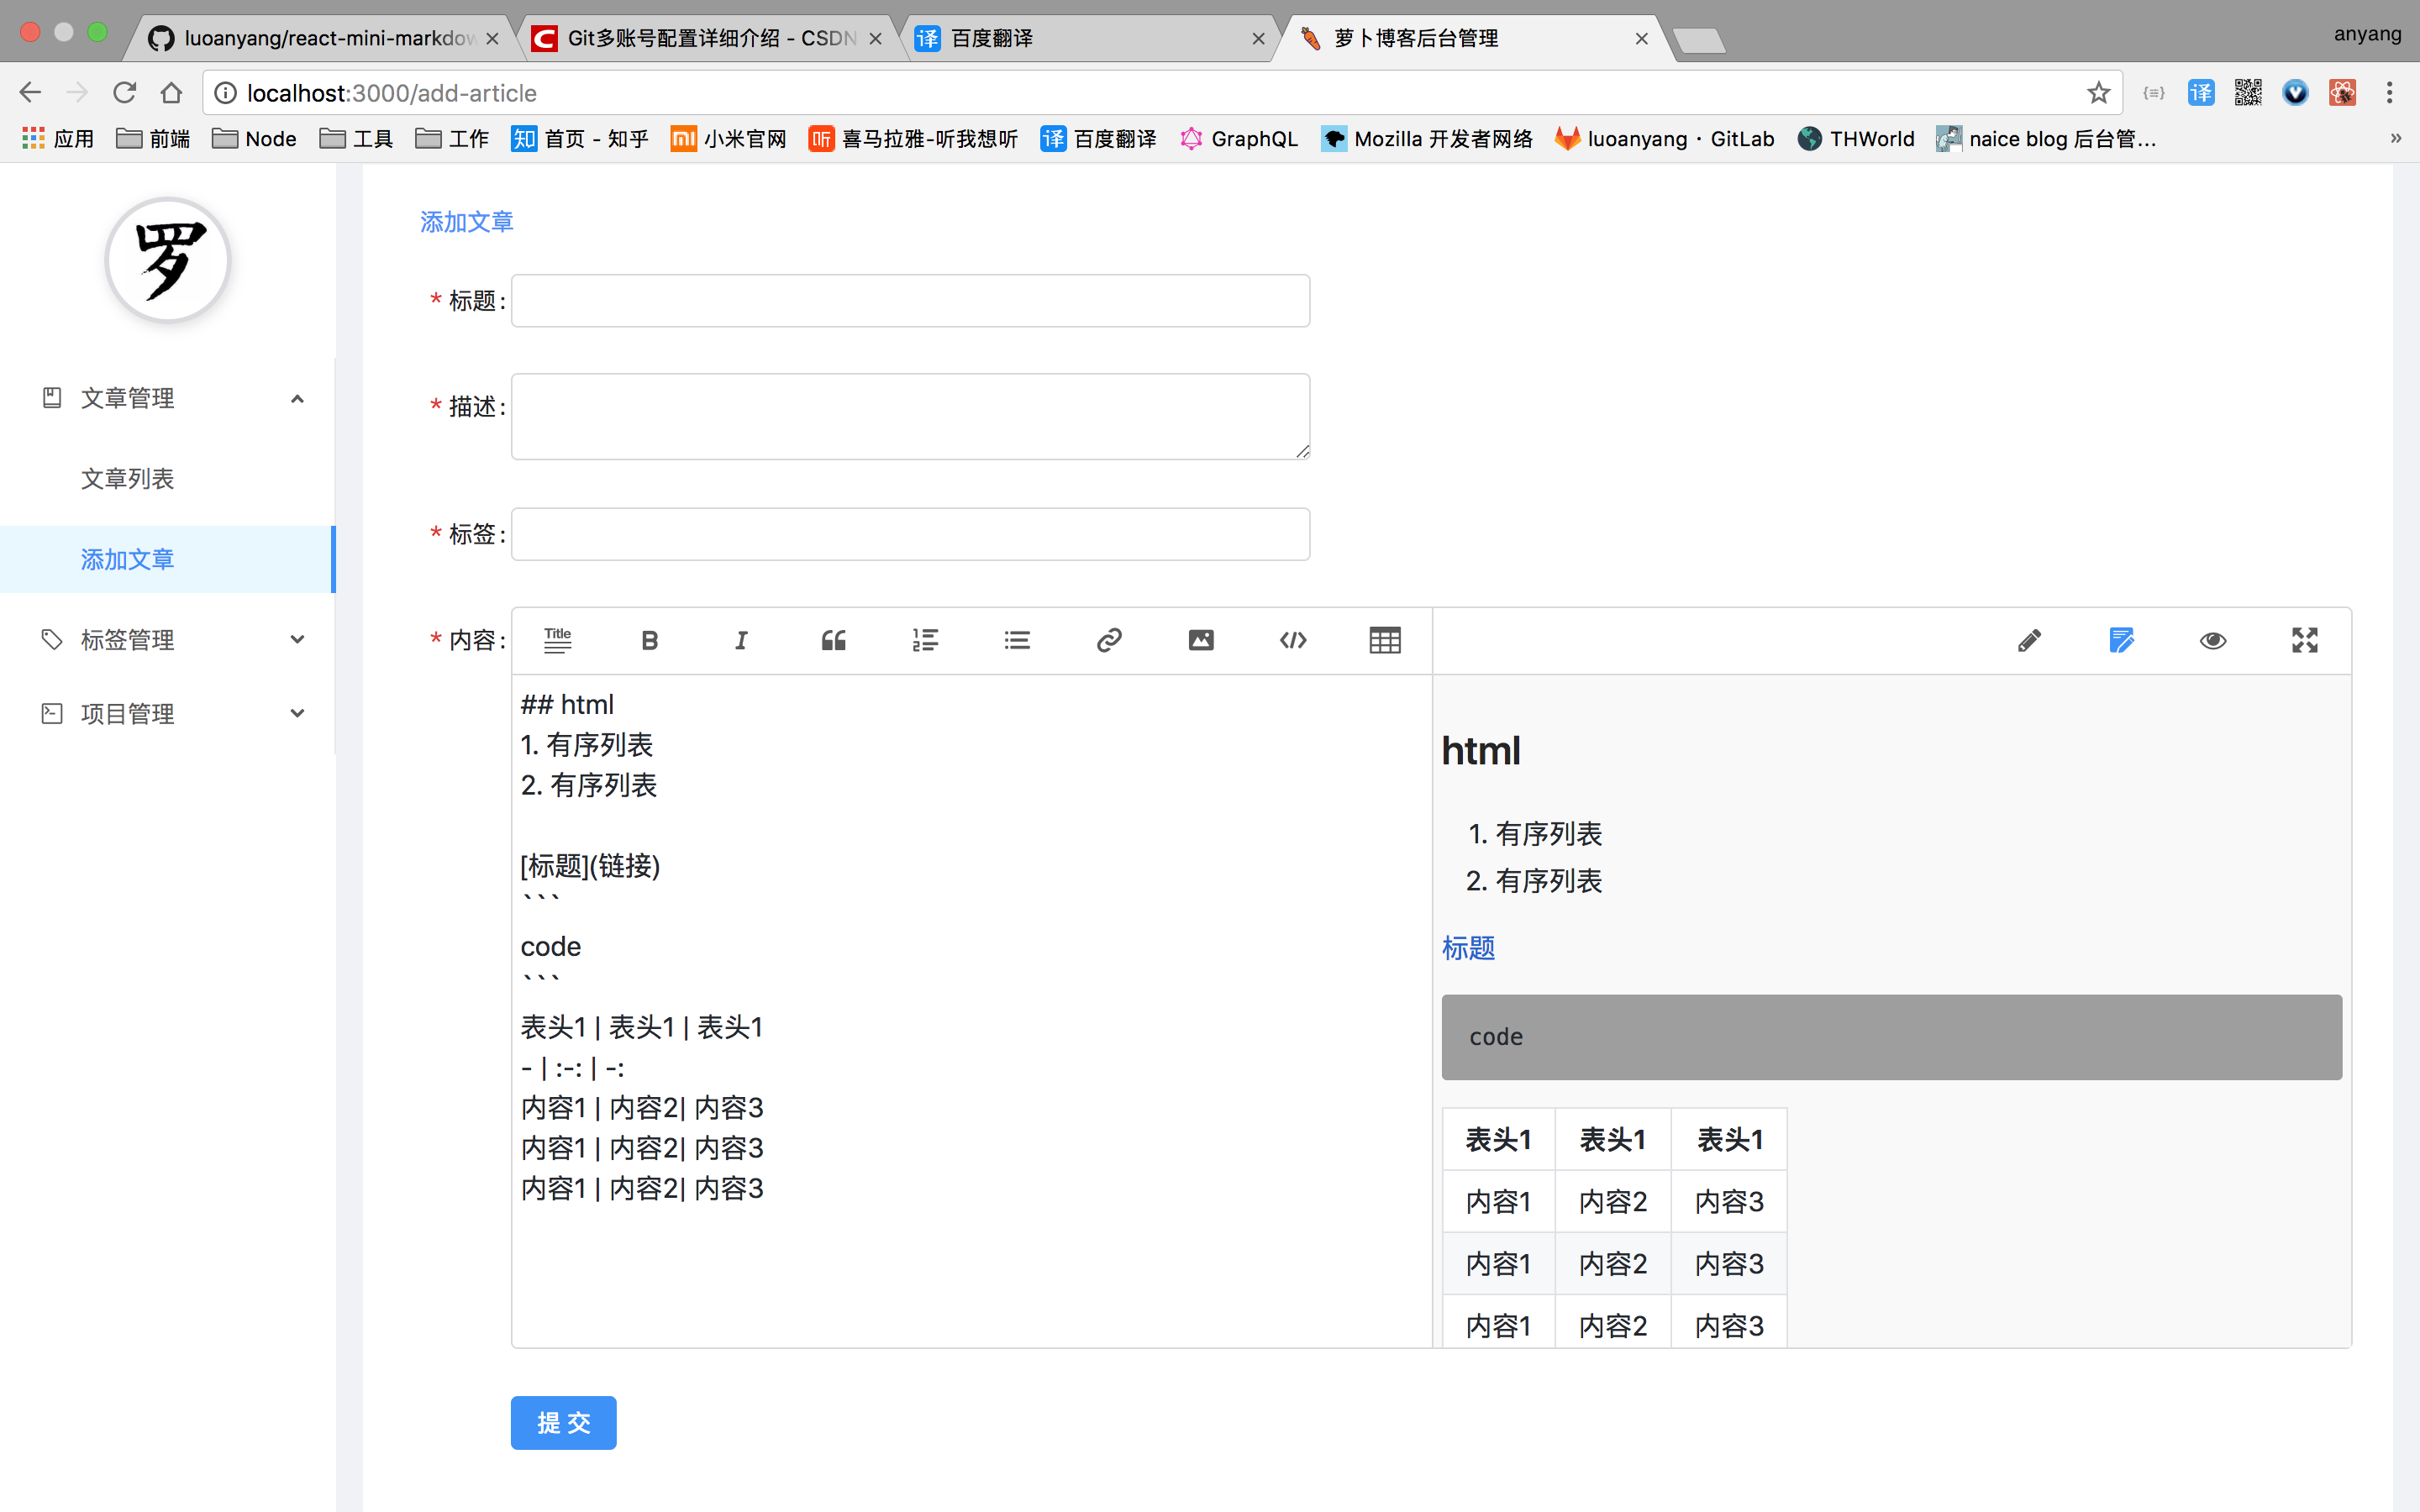 luoanyang/react-mini-markdow
Git多账号配置详细介绍 - CSDN
译 百度翻译
萝卜博客后台管理
anyang
localhost:3000/add-article
译
应用
前端
Node
工具
工作
知 首页 - 知乎
mi 小米官网
听 喜马拉雅-听我想听
译 百度翻译
GraphQL
Mozilla 开发者网络
luoanyang · GitLab
THWorld
naice blog 后台管...
»
罗
文章管理
文章列表
添加文章
标签管理
项目管理
添加文章
* 标题:
* 描述:
* 标签:
* 内容:
Title
B
I
## html
1. 有序列表
2. 有序列表
[标题](链接)
```
code
```
表头1 | 表头1 | 表头1
- | :-: | -:
内容1 | 内容2| 内容3
内容1 | 内容2| 内容3
内容1 | 内容2| 内容3
html
1. 有序列表
2. 有序列表
标题
code
表头1 表头1 表头1
内容1 内容2 内容3
内容1 内容2 内容3
内容1 内容2 内容3
提 交